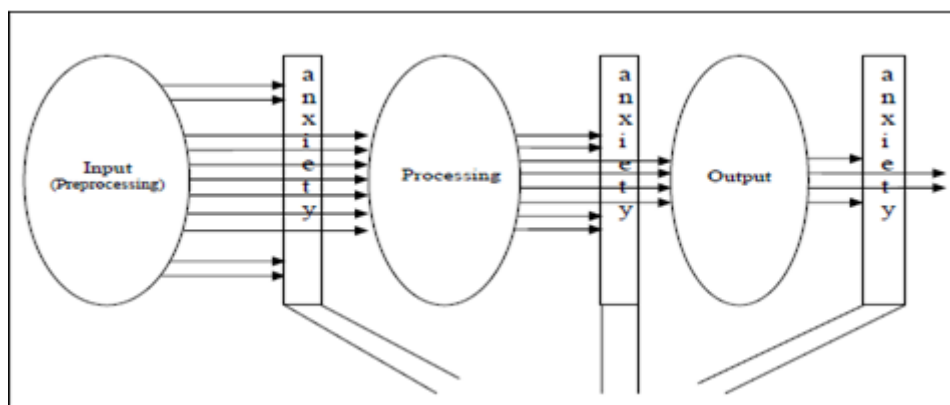 anxiety
anxiety
anxiety
Input
(Preprocessing)
Processing
Output